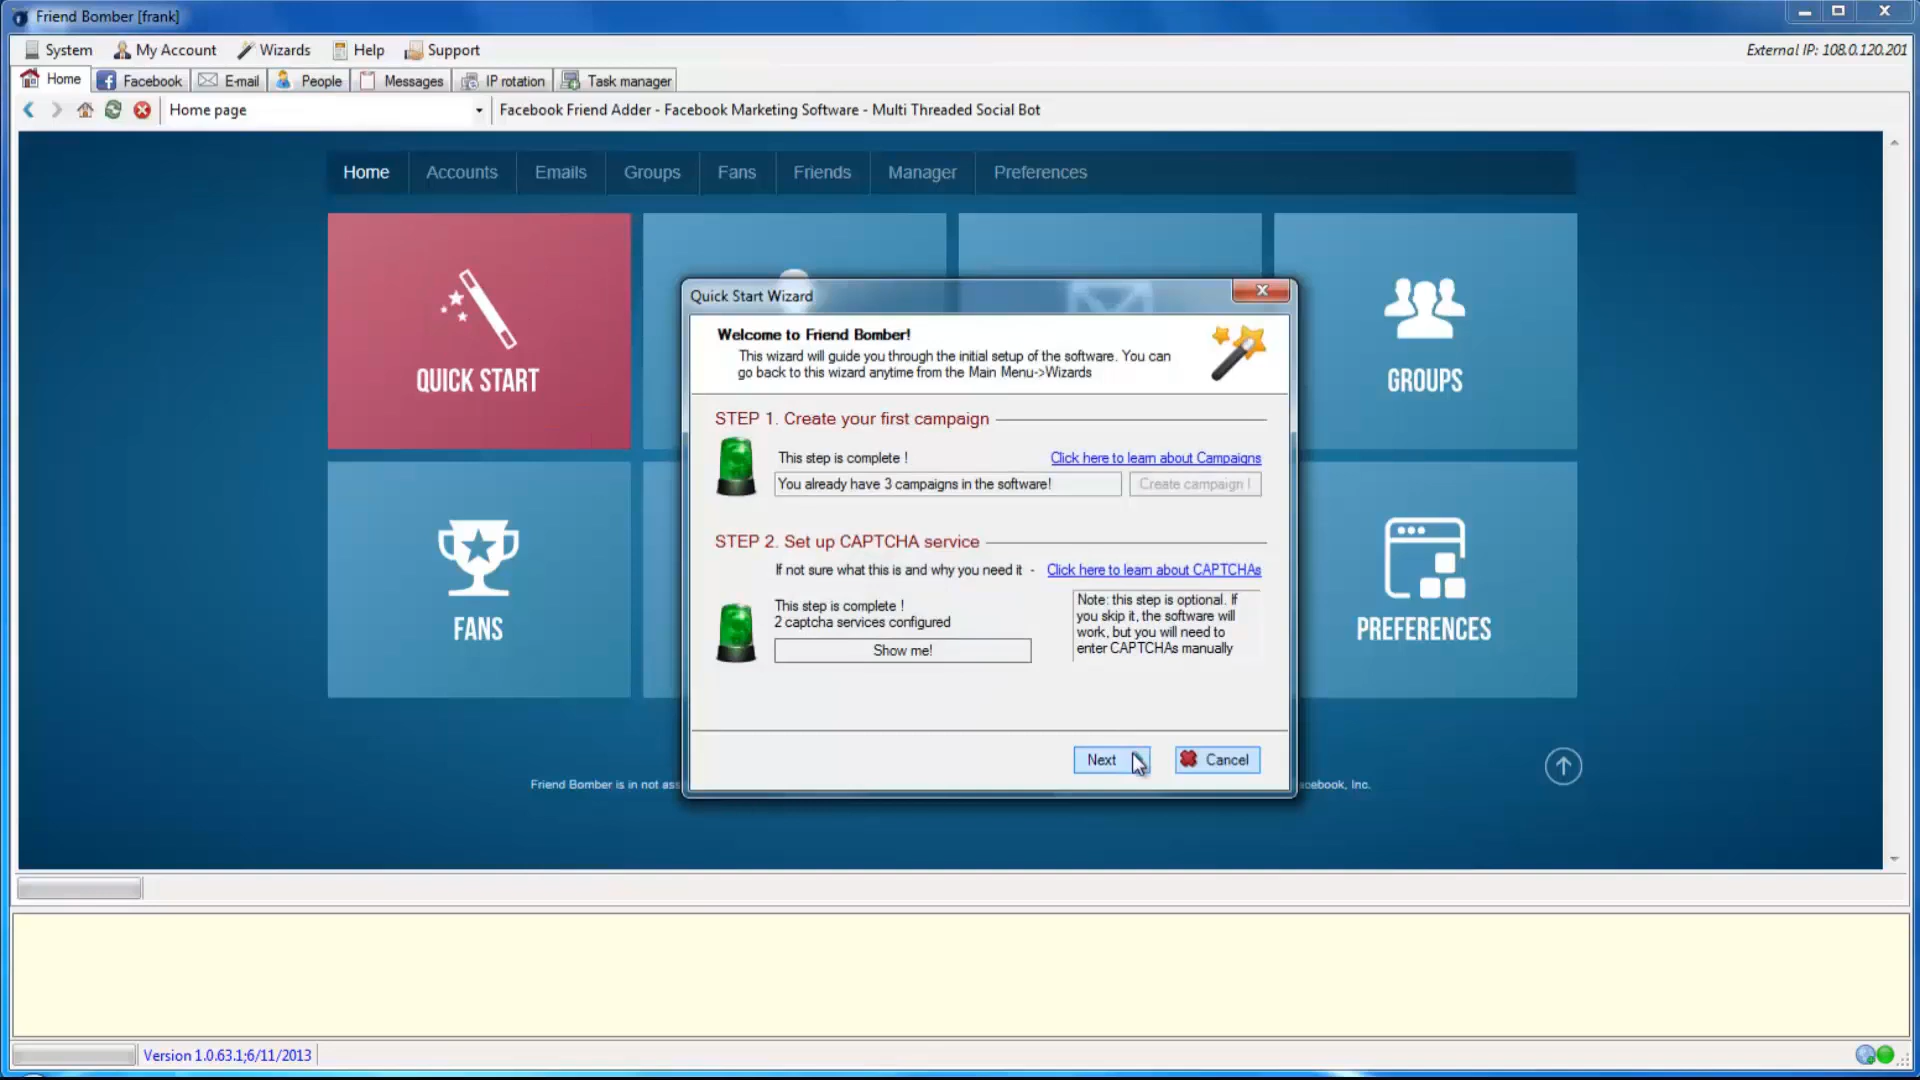 Friend Bomber [frank]
System My Account Wizards Help Support External IP: 108.0.120.201
Home Facebook E-mail People Messages IP rotation Task manager
Home page Facebook Friend Adder - Facebook Marketing Software - Multi Threaded Social Bot
Home Accounts Emails Groups Fans Friends Manager Preferences
QUICK START
GROUPS
FANS
PREFERENCES
Quick Start Wizard
Welcome to Friend Bomber!
This wizard will guide you through the initial setup of the software. You can
go back to this wizard anytime from the Main Menu->Wizards
STEP 1. Create your first campaign
This step is complete ! Click here to learn about Campaigns
You already have 3 campaigns in the software! Create campaign !
STEP 2. Set up CAPTCHA service
If not sure what this is and why you need it - Click here to learn about CAPTCHAs
This step is complete !
2 captcha services configured
Show me!
Note: this step is optional. If
you skip it, the software will
work, but you will need to
enter CAPTCHAs manually
Next Cancel
Friend Bomber is in not ass
cebook, Inc.
Version 1.0.63.1;6/11/2013